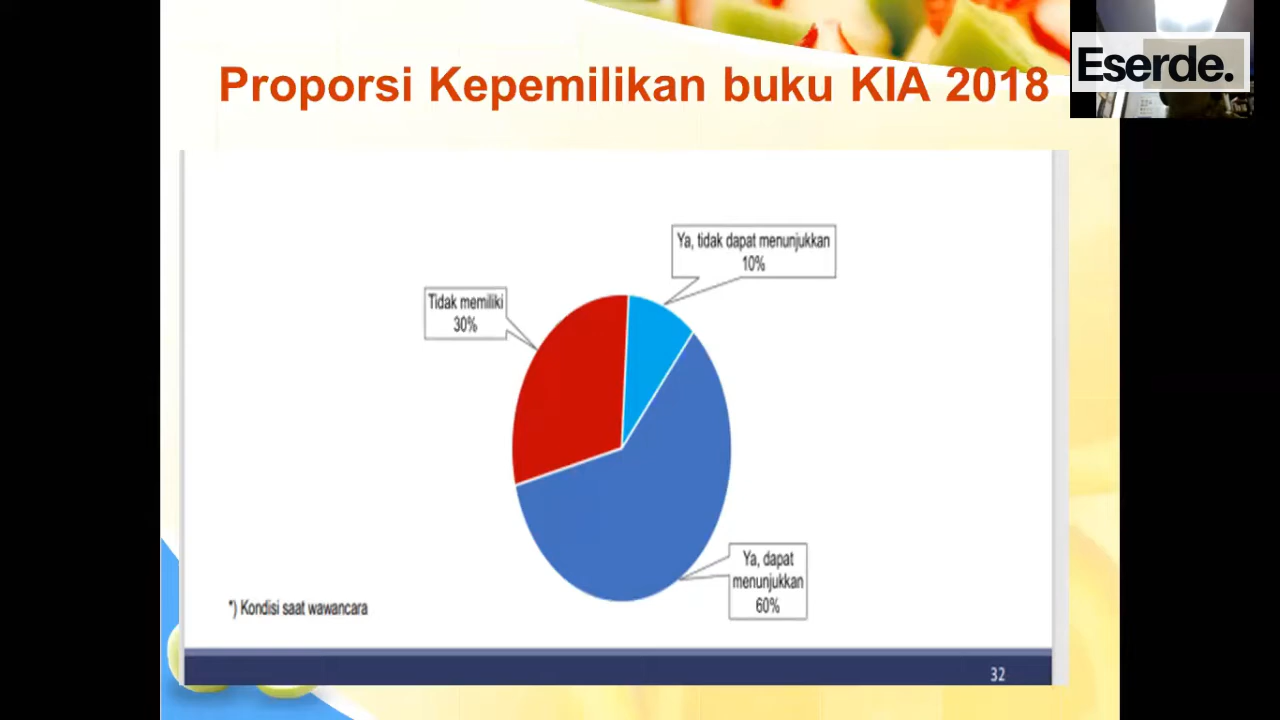 Proporsi Kepemilikan buku KIA 2018
Eserde.
Ya, tidak dapat menunjukkan
10%
Tidak memiliki
30%
Ya, dapat
menunjukkan
60%
*) Kondisi saat wawancara
32